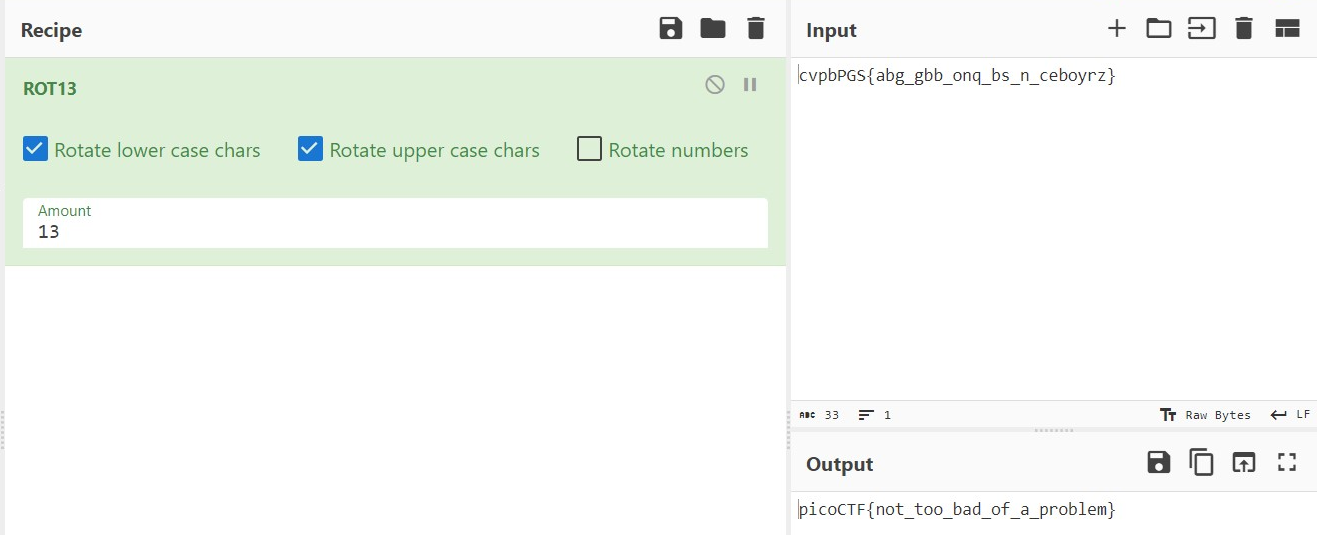 Recipe
ROT13
Rotate lower case chars
Rotate upper case chars
Rotate numbers
Amount
13
Input
cvpbPGS{abg_gbb_onq_bs_n_ceboyrz}
ABC 33
1
Tт Raw Bytes
LF
Output
picoCTF{not_too_bad_of_a_problem}